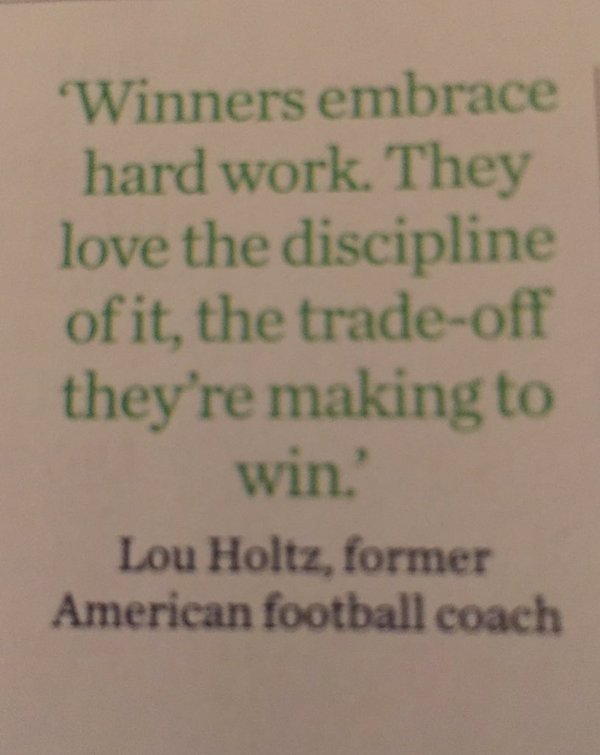 ‘Winners embrace
hard work. They
love the discipline
of it, the trade-off
they’re making to
win.’
Lou Holtz, former
American football coach